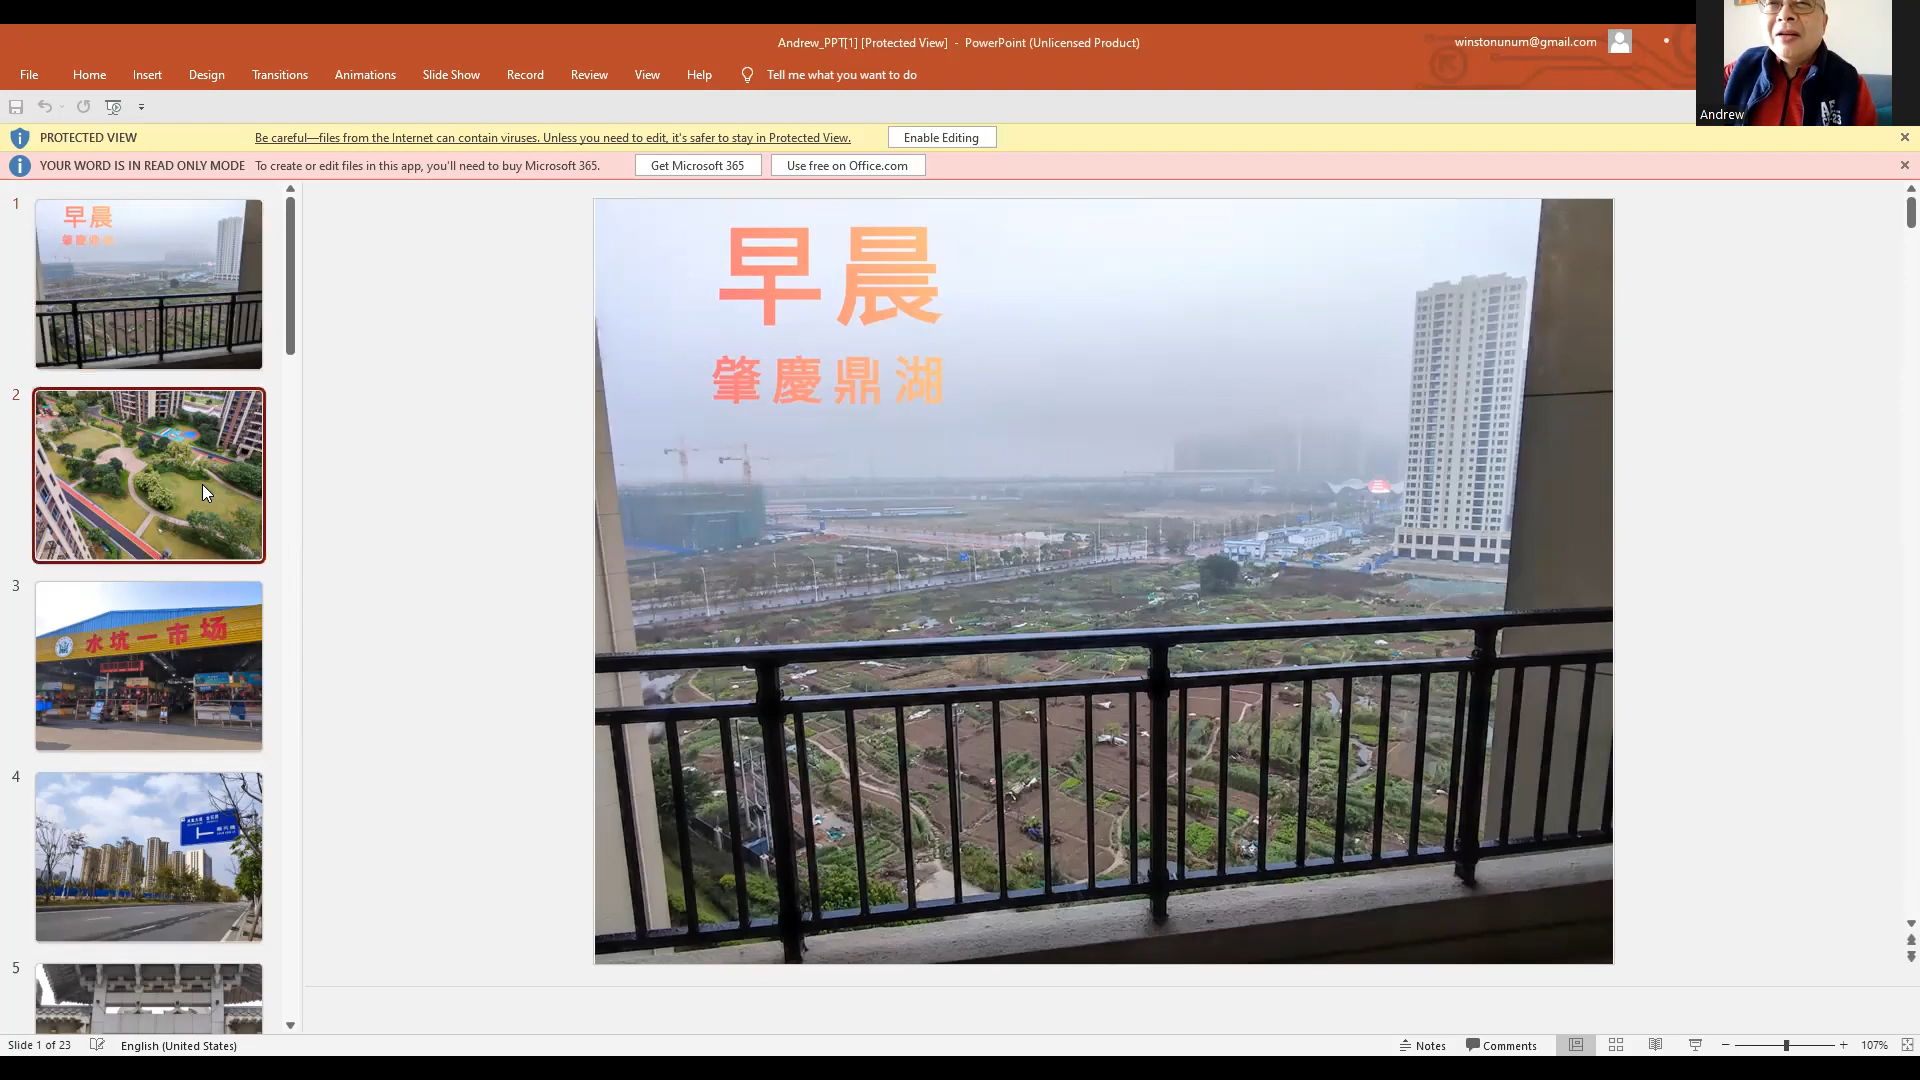 Andrew_PPT[1] [Protected View] - PowerPoint (Unlicensed Product)
winstonunum@gmail.com
File Home Insert Design Transitions Animations Slide Show Record Review View Help Tell me what you want to do
Andrew
PROTECTED VIEW Be careful—files from the Internet can contain viruses. Unless you need to edit, it's safer to stay in Protected View. Enable Editing
YOUR WORD IS IN READ ONLY MODE To create or edit files in this app, you'll need to buy Microsoft 365. Get Microsoft 365 Use free on Office.com
1
早晨
肇慶鼎湖
2
3
水坑一市场
4
5
早晨
肇慶鼎湖
Slide 1 of 23 English (United States) Notes Comments 107%